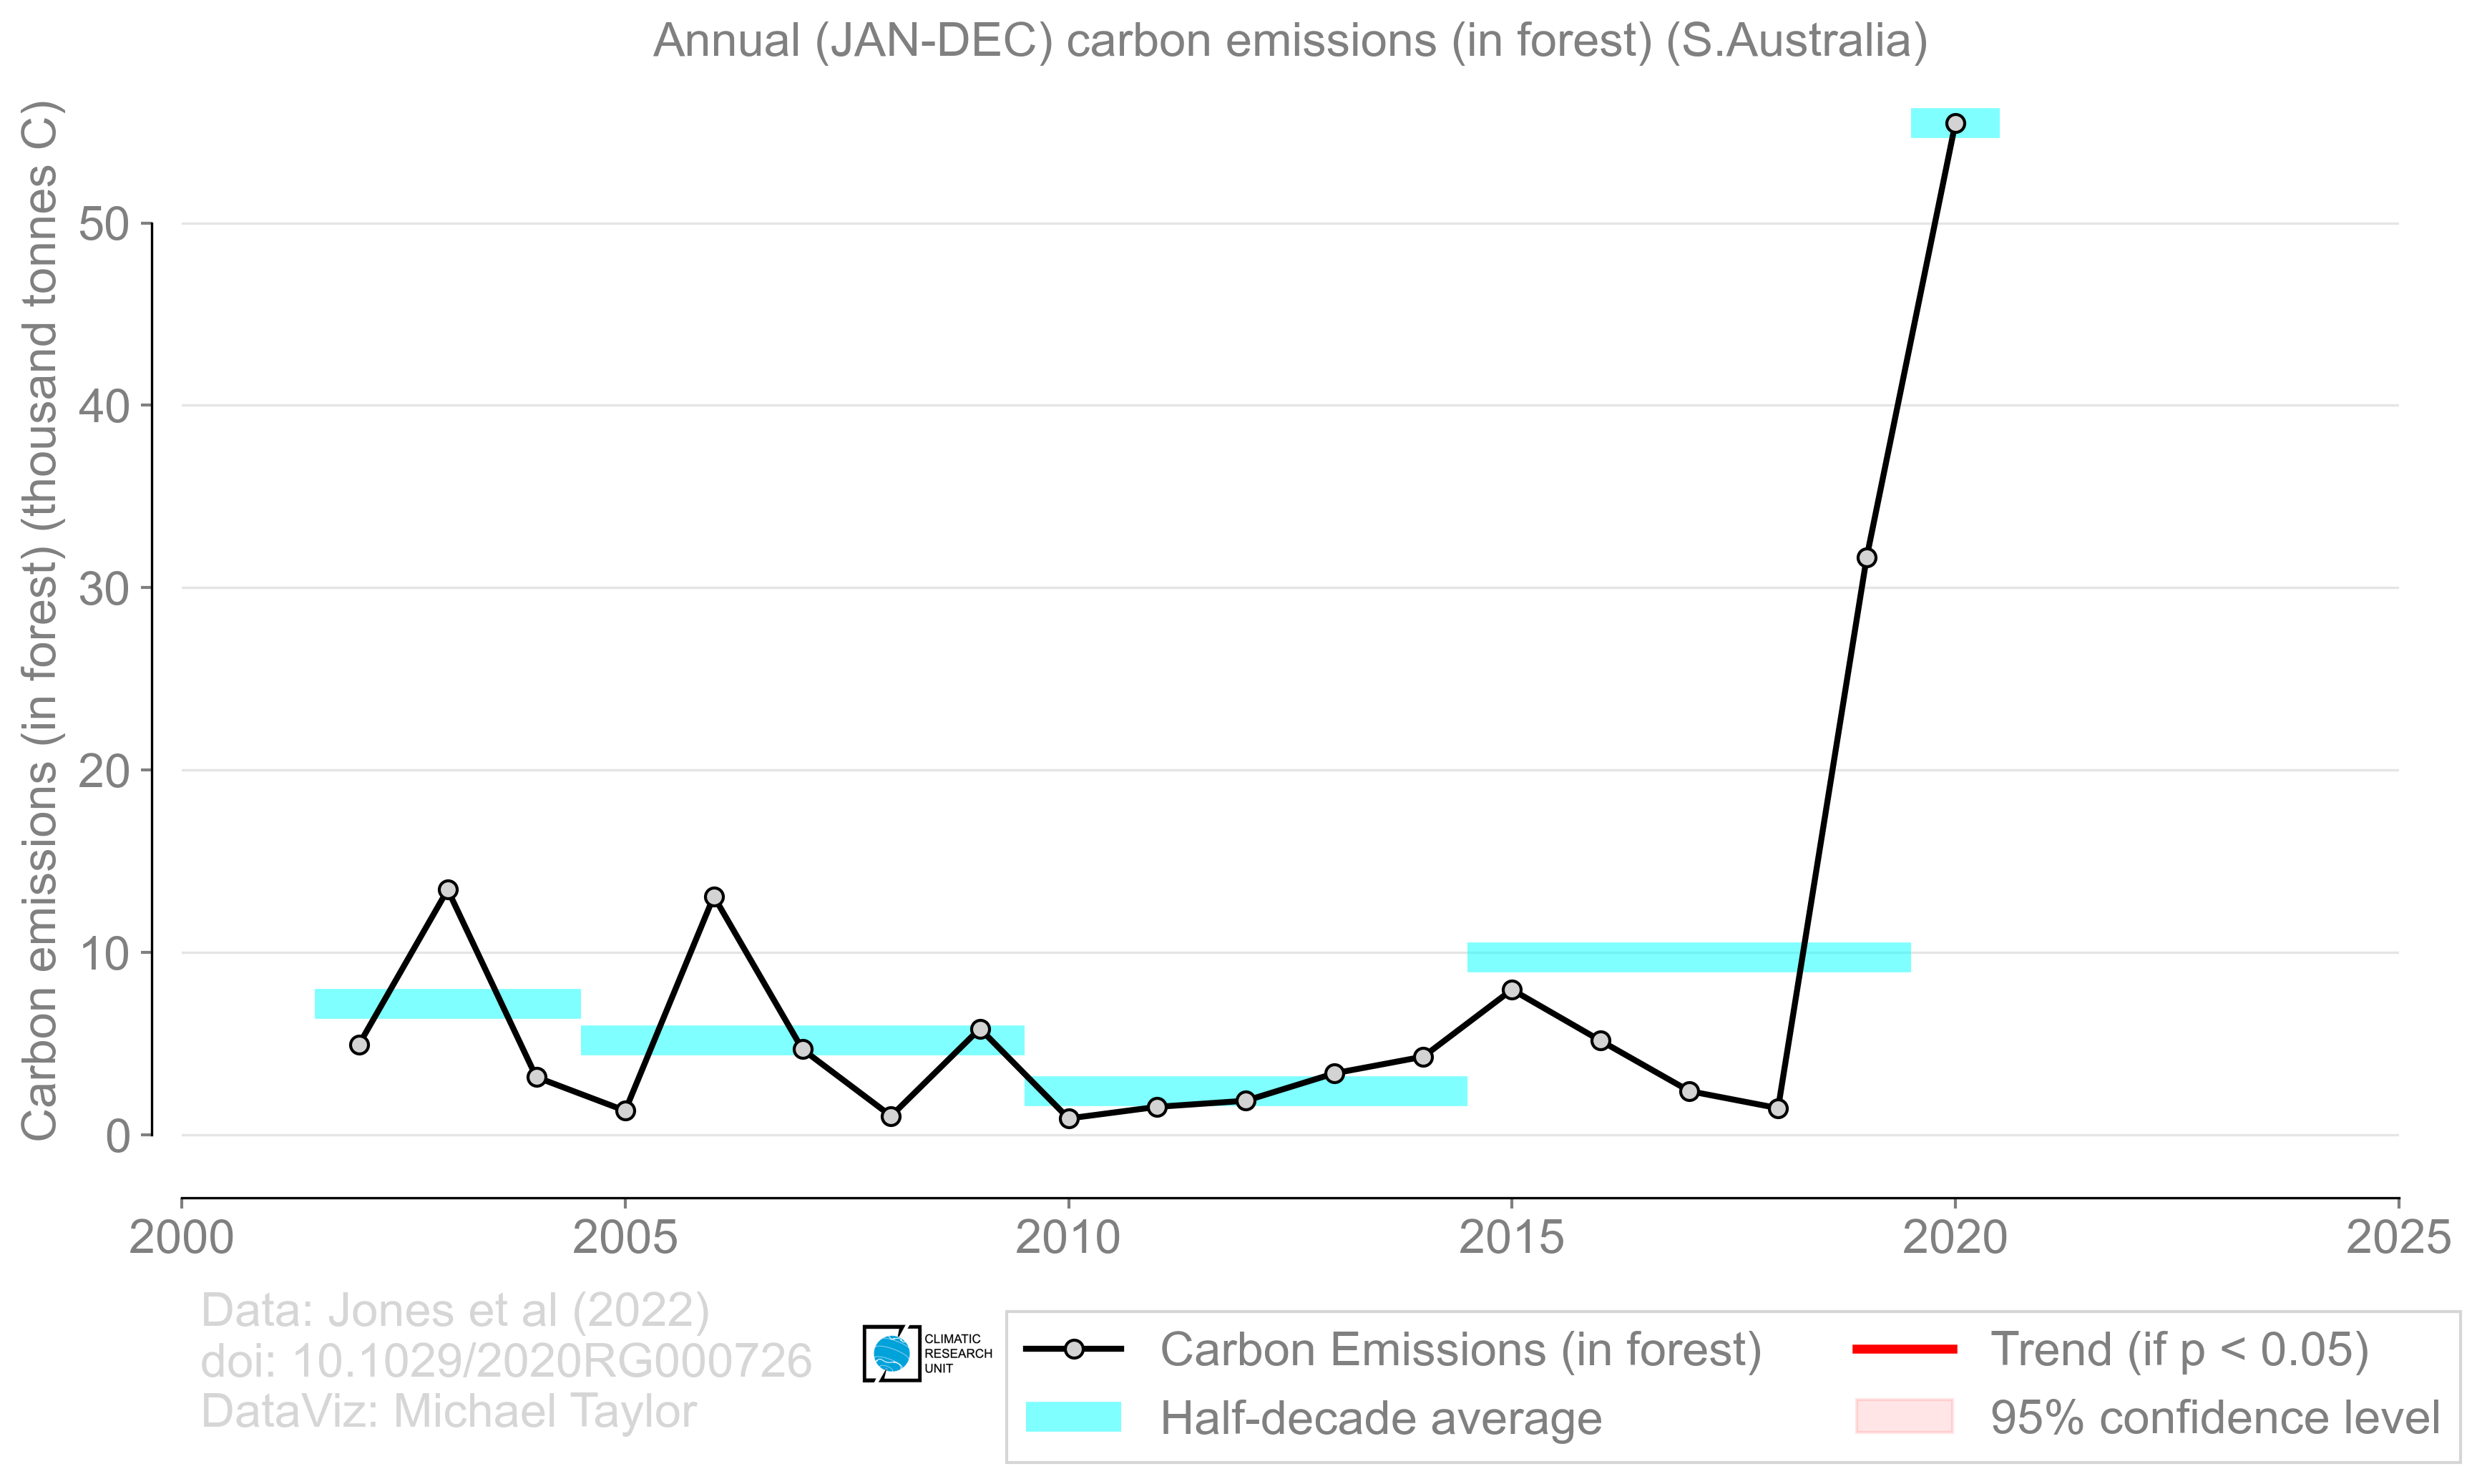 Annual (JAN-DEC) carbon emissions (in forest) (S.Australia)
Carbon emissions (in forest) (thousand tonnes C)
50
40
30
20
10
0
2000
2005
2010
2015
2020
2025
Data: Jones et al (2022)
doi: 10.1029/2020RG000726
DataViz: Michael Taylor
CLIMATIC
RESEARCH
UNIT
Carbon Emissions (in forest)
Half-decade average
Trend (if p < 0.05)
95% confidence level